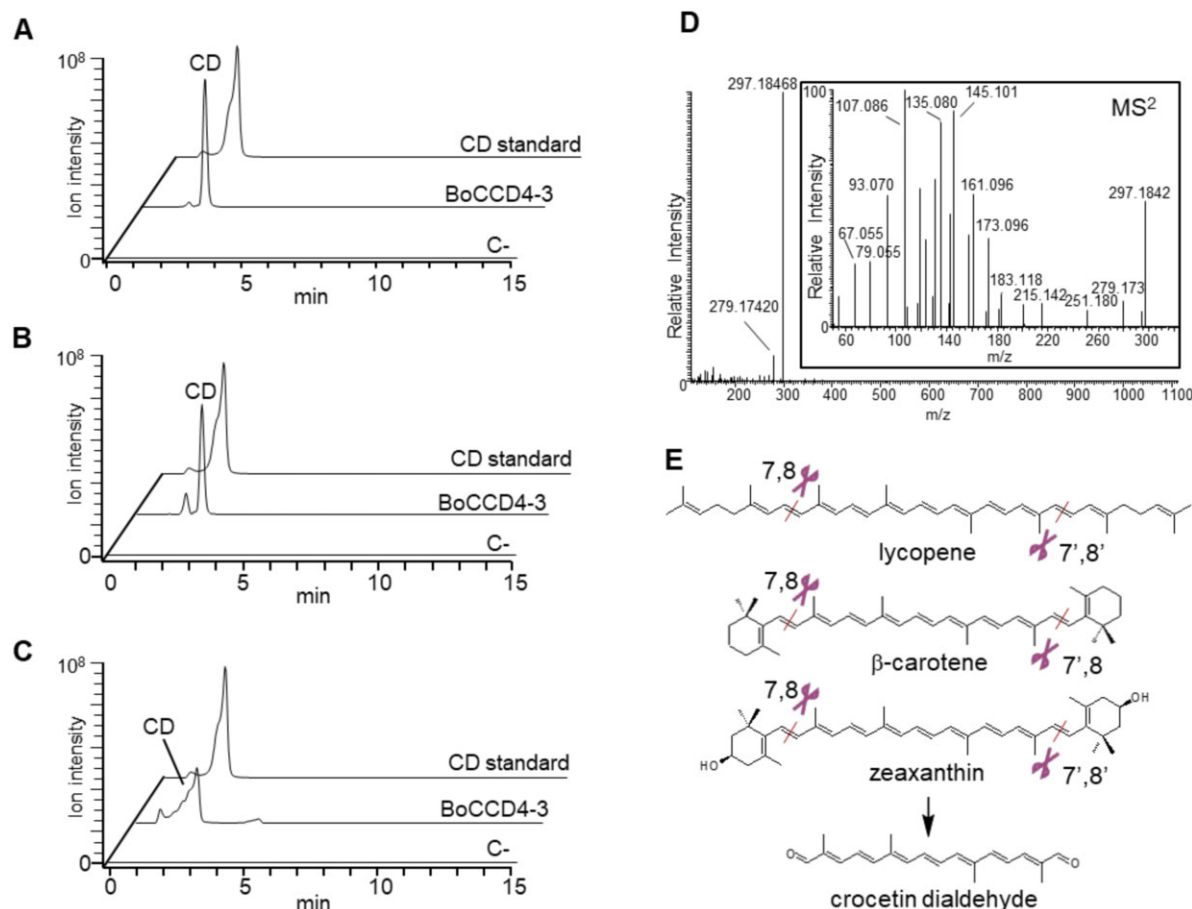 A
10⁸
CD
CD standard
BoCCD4-3
C-
Ion intensity
0
0 5 10 15
min
B
10⁸
CD
CD standard
BoCCD4-3
C-
Ion intensity
0
0 5 10 15
min
C
10⁸
CD
CD standard
BoCCD4-3
C-
Ion intensity
0
0 5 10 15
min
D
297.18468
279.17420
Relative Intensity
0
200 300 400 500 600 700 800 900 1000 1100
m/z
MS²
100
107.086
135.080
145.101
93.070
161.096
297.1842
67.055
79.055
173.096
183.118
215.142
251.180
279.173
Relative Intensity
0
60 100 140 180 220 260 300
m/z
E
7,8
lycopene
7’,8’
7,8
β-carotene
7’,8
7,8
OH
HO
zeaxanthin
7’,8’
O
O
crocetin dialdehyde